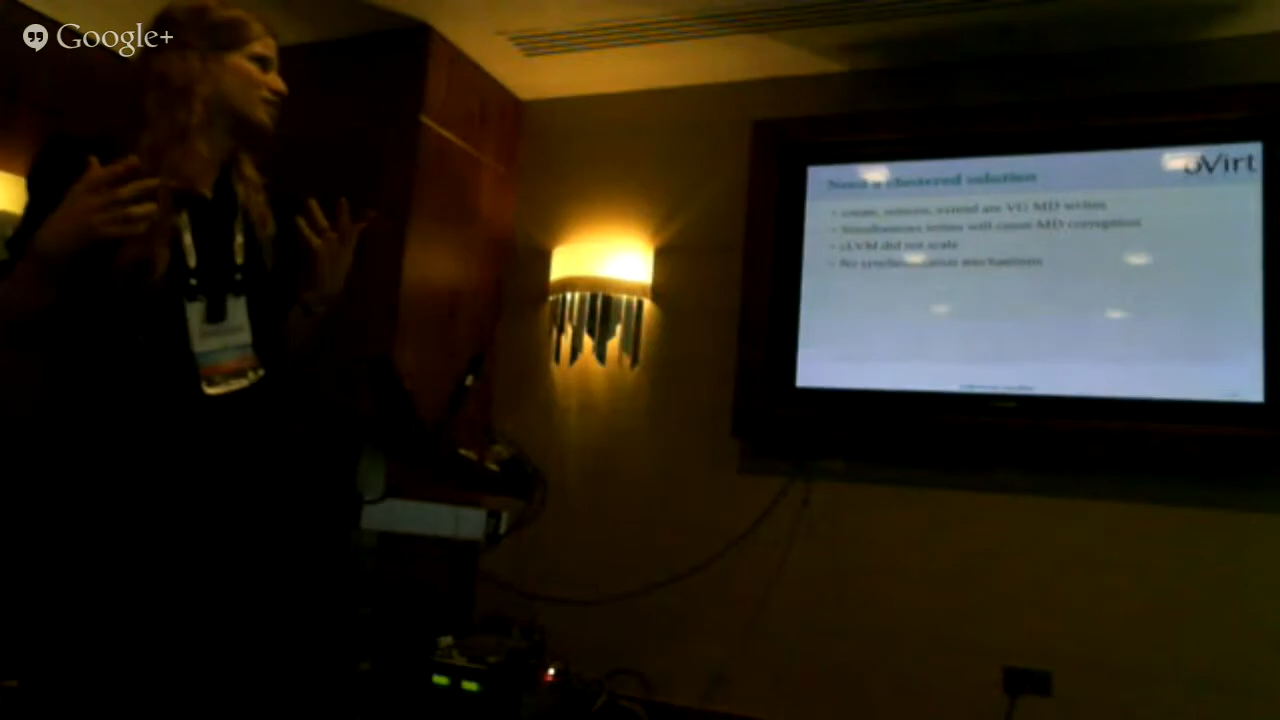 Google+
oVirt
Need a clustered solution
create, remove, extend are VG MD writes
Simultaneous writes will cause MD corruption
cLVM did not scale
No synchronization mechanisms